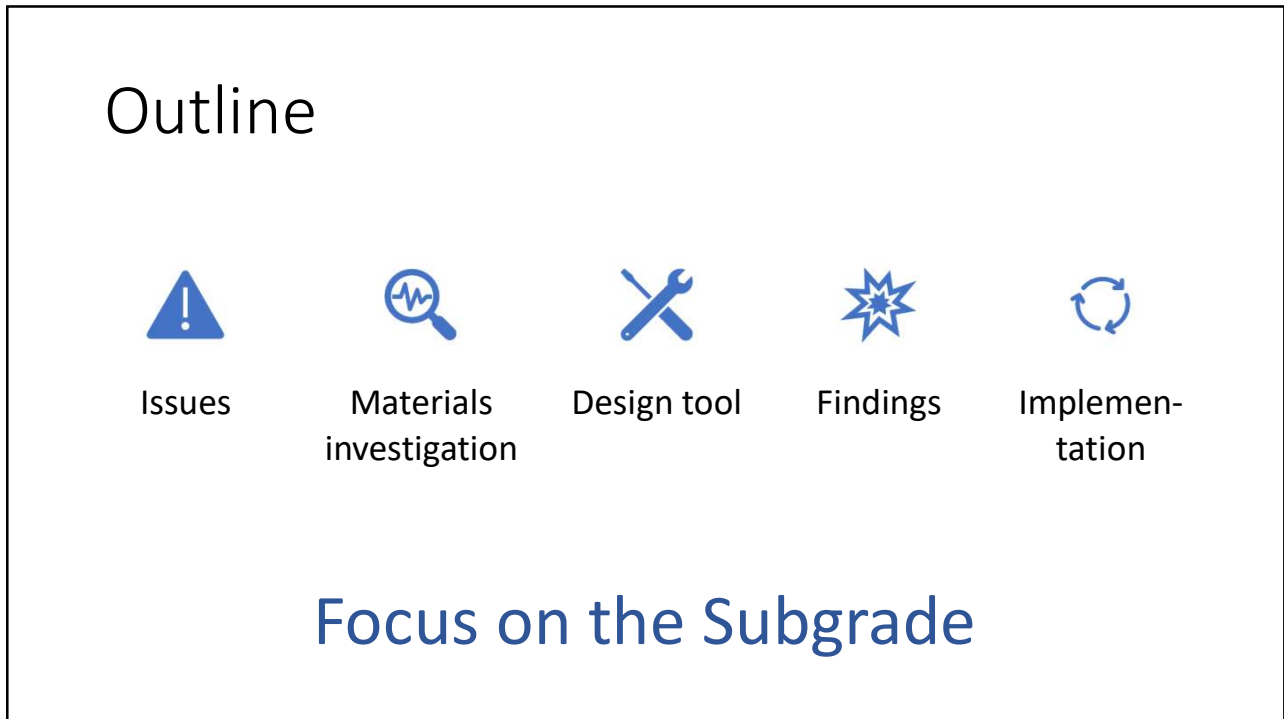 Outline
Issues
Materials
investigation
Design tool
Findings
Implemen-
tation
Focus on the Subgrade